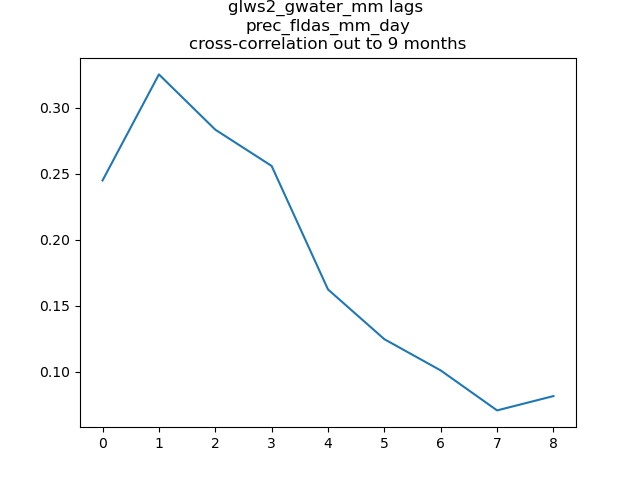 glws2_gwater_mm lags
prec_fldas_mm_day
cross-correlation out to 9 months
0.30
0.25
0.20
0.15
0.10
0 1 2 3 4 5 6 7 8